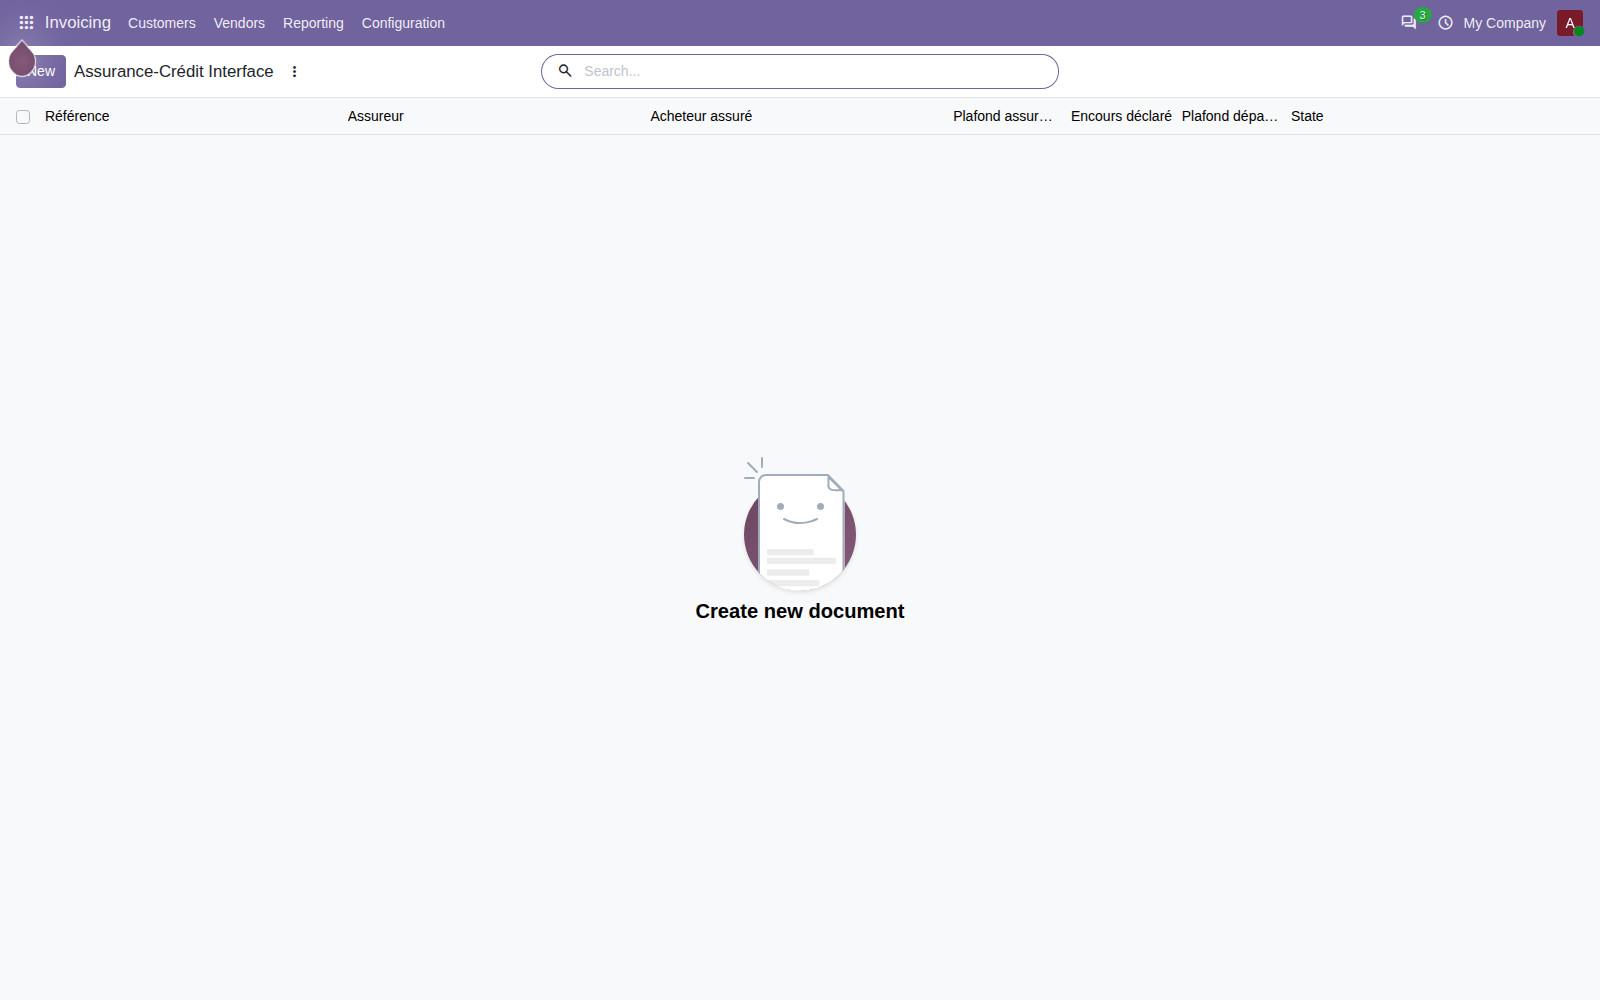 Invoicing Customers Vendors Reporting Configuration 3 My Company A
New Assurance-Crédit Interface Search...
Référence Assureur Acheteur assuré Plafond assur… Encours déclaré Plafond dépa… State
Create new document